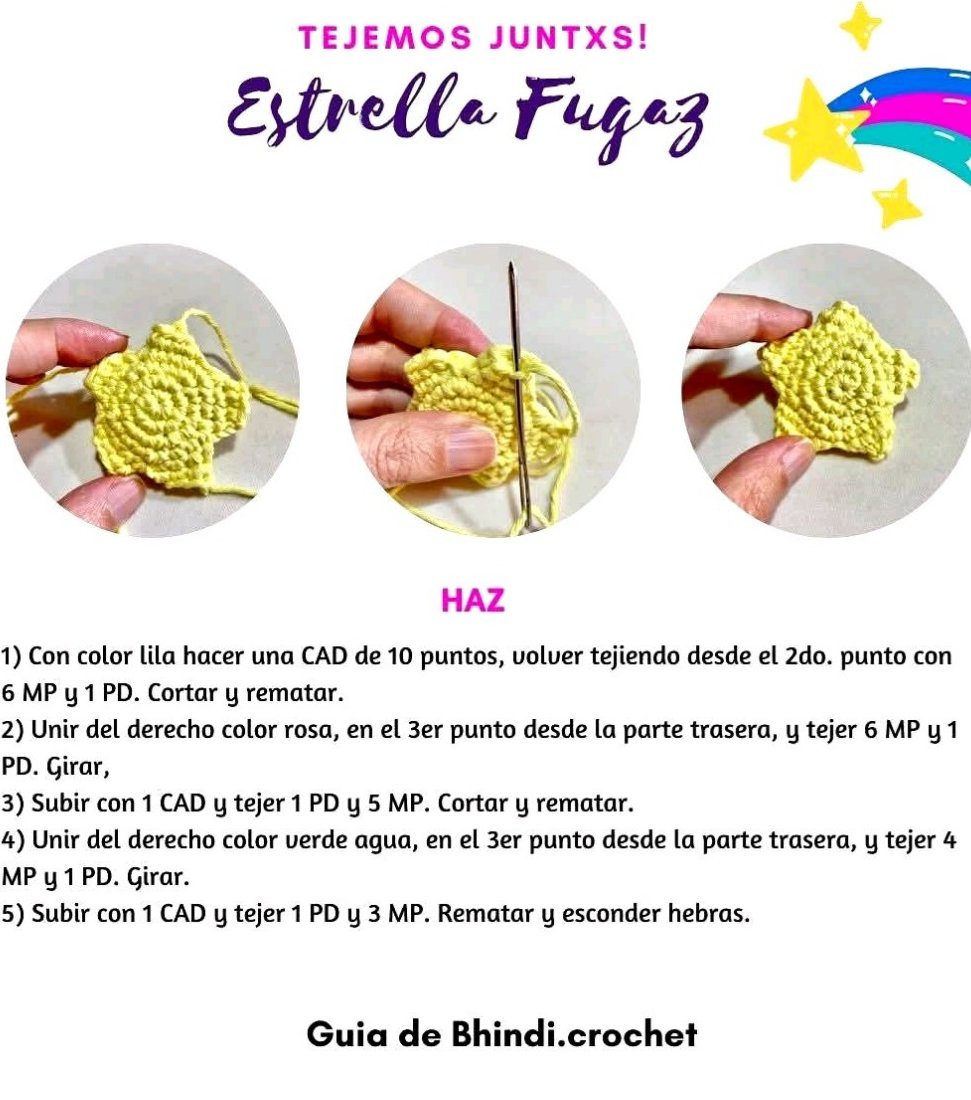 TEJEMOS JUNTXS!
Estrella Fugaz
HAZ
1) Con color lila hacer una CAD de 10 puntos, volver tejiendo desde el 2do. punto con
6 MP y 1 PD. Cortar y rematar.
2) Unir del derecho color rosa, en el 3er punto desde la parte trasera, y tejer 6 MP y 1
PD. Girar,
3) Subir con 1 CAD y tejer 1 PD y 5 MP. Cortar y rematar.
4) Unir del derecho color verde agua, en el 3er punto desde la parte trasera, y tejer 4
MP y 1 PD. Girar.
5) Subir con 1 CAD y tejer 1 PD y 3 MP. Rematar y esconder hebras.
Guia de Bhindi.crochet